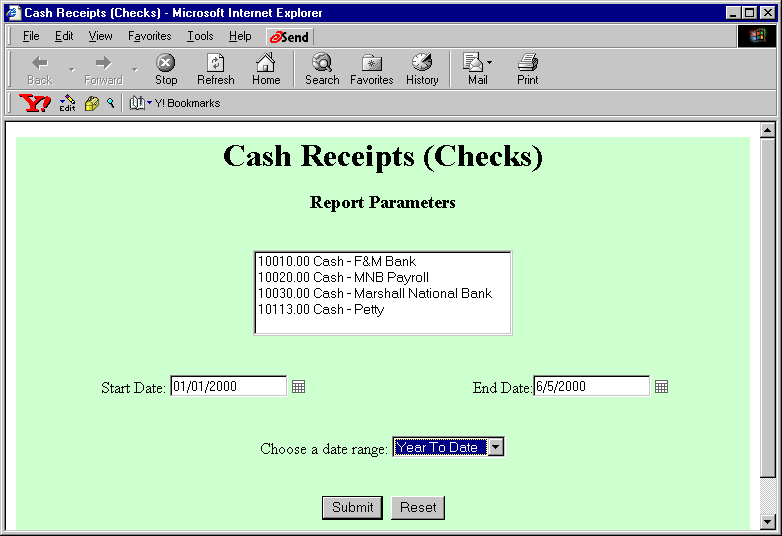 Cash Receipts (Checks) - Microsoft Internet Explorer
File Edit View Favorites Tools Help eSend
Back Forward Stop Refresh Home Search Favorites History Mail Print
Y! Edit Y! Bookmarks
Cash Receipts (Checks)
Report Parameters
10010.00 Cash - F&M Bank
10020.00 Cash - MNB Payroll
10030.00 Cash - Marshall National Bank
10113.00 Cash - Petty
Start Date: 01/01/2000 End Date: 6/5/2000
Choose a date range: Year To Date
Submit Reset